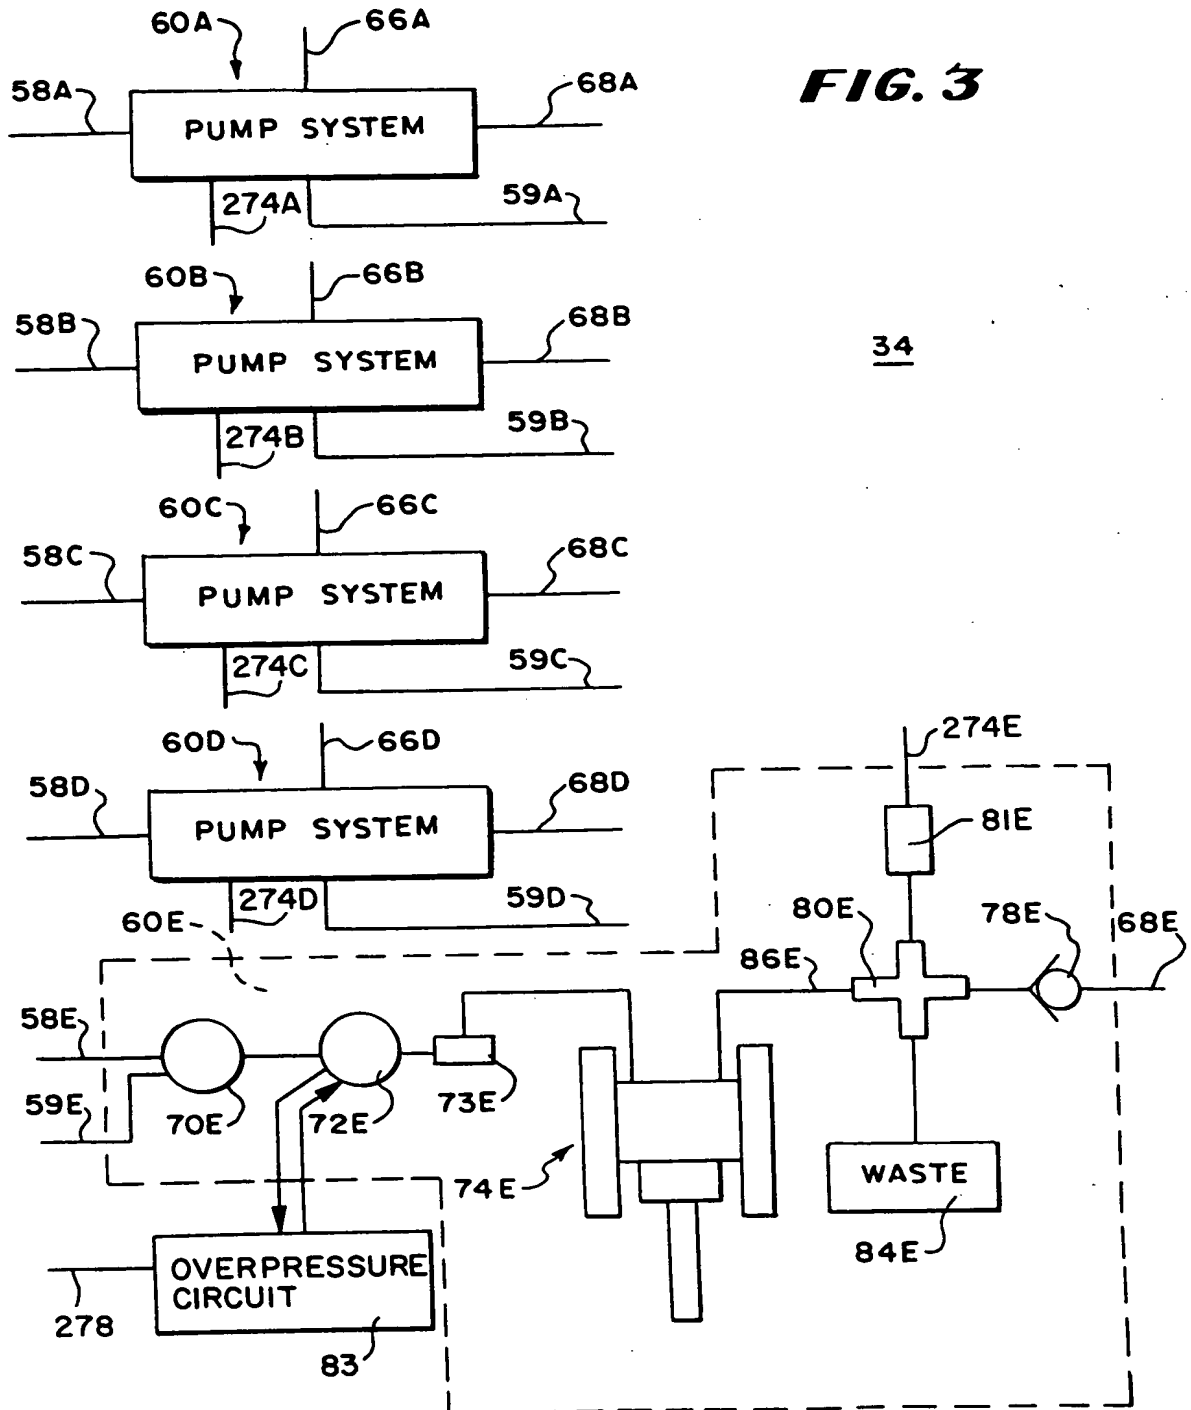 60A
66A
FIG. 3
58A
68A
PUMP SYSTEM
274A
59A
60B
66B
58B
68B
34
PUMP SYSTEM
274B
59B
60C
66C
58C
68C
PUMP SYSTEM
274C
59C
60D
66D
274E
58D
68D
PUMP SYSTEM
81E
274D
59D
60E
80E
78E
68E
86E
58E
59E
70E
72E
73E
74E
WASTE
84E
OVERPRESSURE
CIRCUIT
278
83